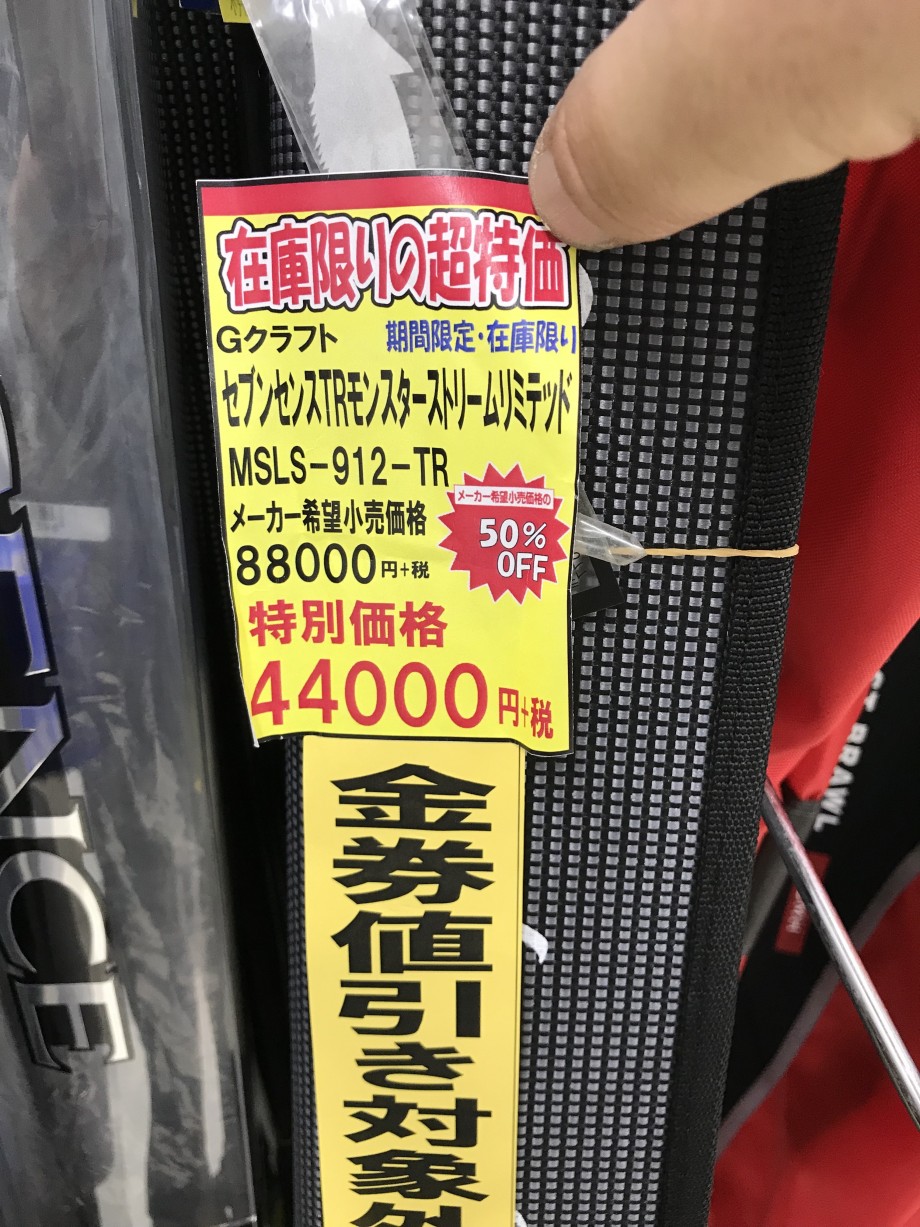 在庫限りの超特価
Gクラフト 期間限定・在庫限り
セブンセンスTRモンスターストリームリミテッド
MSLS-912-TR
メーカー希望小売価格の
50%
OFF
メーカー希望小売価格
88000円+税
特別価格
44000円+税
金券値引き対象外
ST BRAWL